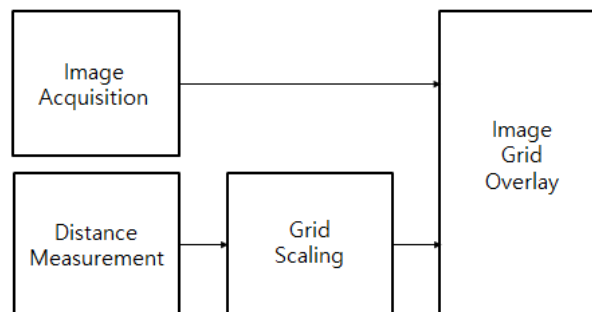 Image
Acquisition
Image
Grid
Overlay
Distance
Measurement
Grid
Scaling